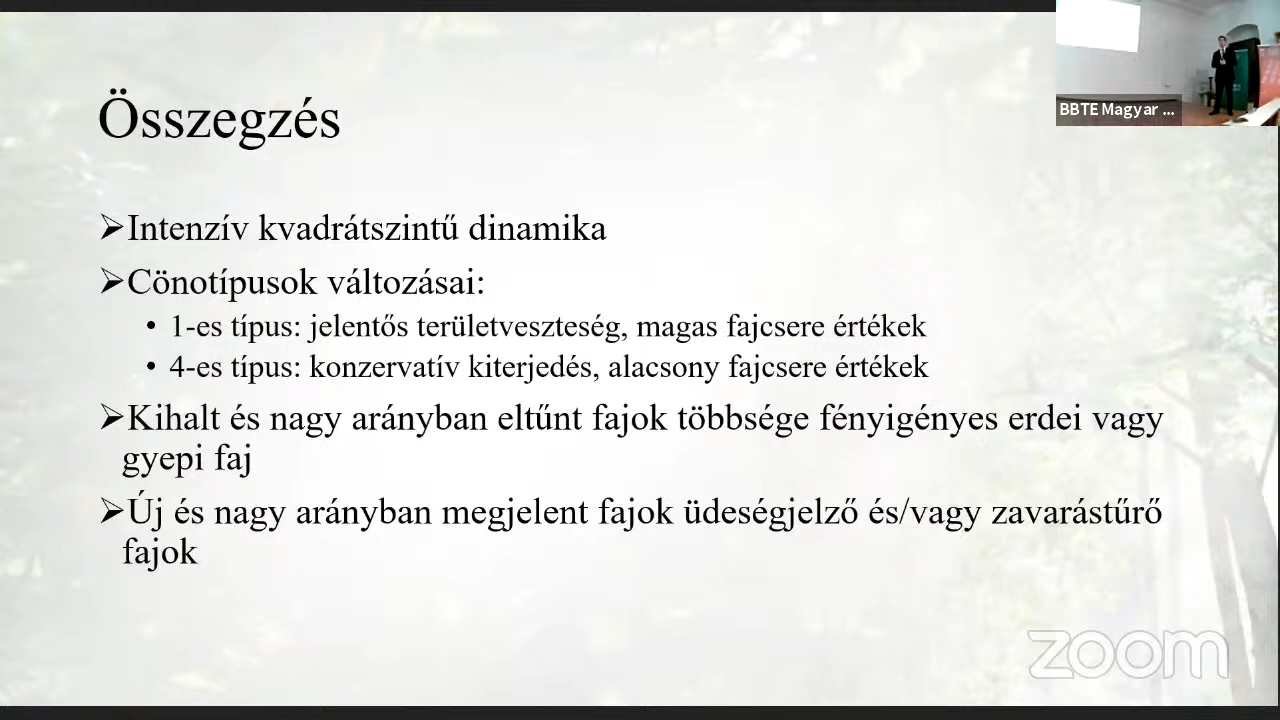 Összegzés
BBTE Magyar ...
➢Intenzív kvadrátszintű dinamika
➢Cönotípusok változásai:
• 1-es típus: jelentős területveszteség, magas fajcsere értékek
• 4-es típus: konzervatív kiterjedés, alacsony fajcsere értékek
➢Kihalt és nagy arányban eltűnt fajok többsége fényigényes erdei vagy
gyepi faj
➢Új és nagy arányban megjelent fajok üdeségjelző és/vagy zavarástűrő
fajok
zoom